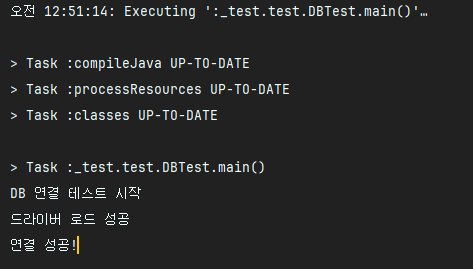 오전 12:51:14: Executing ':_test.test.DBTest.main()'…
> Task :compileJava UP-TO-DATE
> Task :processResources UP-TO-DATE
> Task :classes UP-TO-DATE
> Task :_test.test.DBTest.main()
DB 연결 테스트 시작
드라이버 로드 성공
연결 성공!